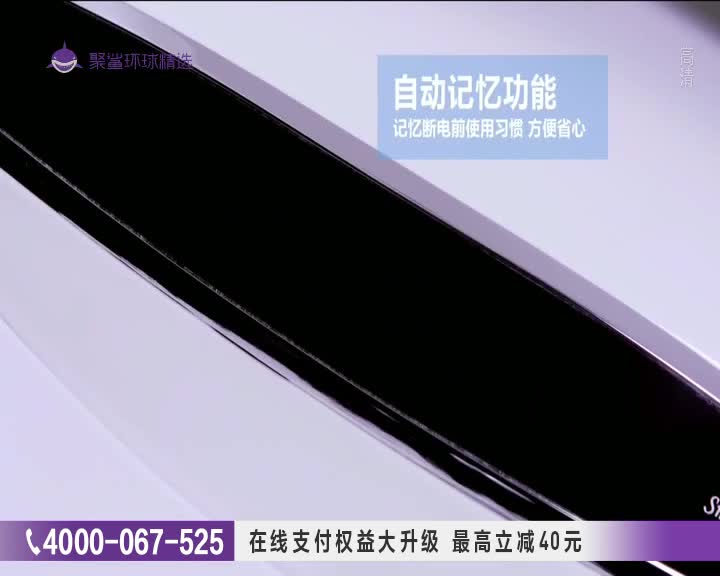 聚鲨环球精选
高清
自动记忆功能
记忆断电前使用习惯 方便省心
4000-067-525
在线支付权益大升级 最高立减40元